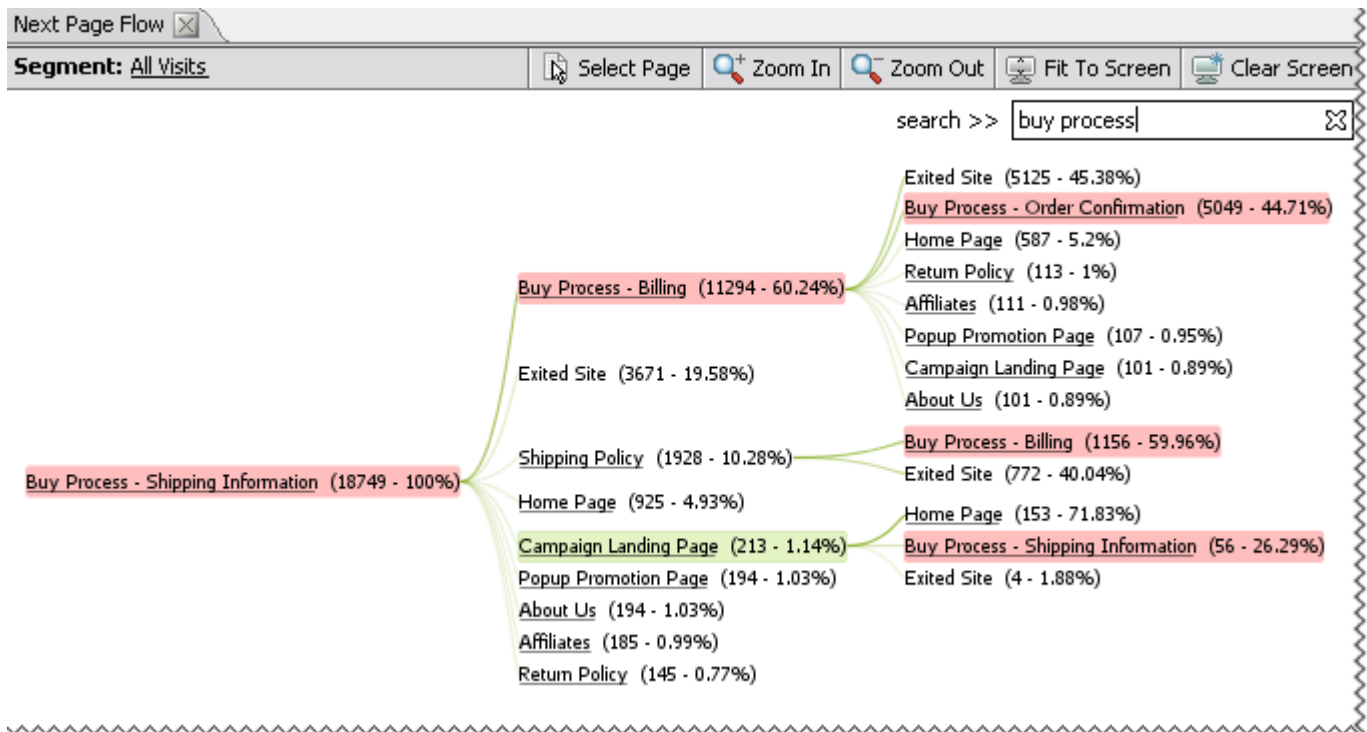 Next Page Flow
Segment: All Visits Select Page Zoom In Zoom Out Fit To Screen Clear Screen
search >> buy process
Exited Site (5125 - 45.38%)
Buy Process - Order Confirmation (5049 - 44.71%)
Home Page (587 - 5.2%)
Return Policy (113 - 1%)
Buy Process - Billing (11294 - 60.24%)
Affiliates (111 - 0.98%)
Popup Promotion Page (107 - 0.95%)
Campaign Landing Page (101 - 0.89%)
Exited Site (3671 - 19.58%)
About Us (101 - 0.89%)
Buy Process - Billing (1156 - 59.96%)
Shipping Policy (1928 - 10.28%)
Exited Site (772 - 40.04%)
Buy Process - Shipping Information (18749 - 100%)
Home Page (925 - 4.93%)
Home Page (153 - 71.83%)
Campaign Landing Page (213 - 1.14%)
Buy Process - Shipping Information (56 - 26.29%)
Popup Promotion Page (194 - 1.03%)
Exited Site (4 - 1.88%)
About Us (194 - 1.03%)
Affiliates (185 - 0.99%)
Return Policy (145 - 0.77%)